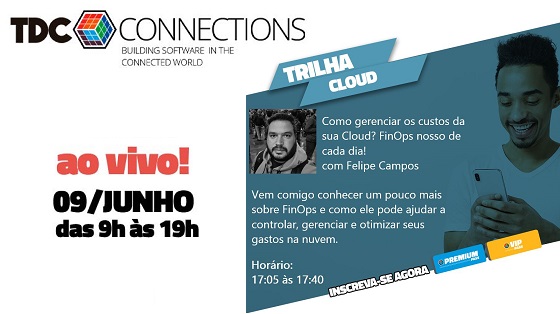 TDC CONNECTIONS
BUILDING SOFTWARE IN THE
CONNECTED WORLD
ao vivo!
09/JUNHO
das 9h às 19h
TRILHA
CLOUD
Como gerenciar os custos da
sua Cloud? FinOps nosso de
cada dia!
com Felipe Campos
Vem comigo conhecer um pouco mais
sobre FinOps e como ele pode ajudar a
controlar, gerenciar e otimizar seus
gastos na nuvem.
Horário:
17:05 às 17:40
INSCREVA-SE AGORA
PREMIUM
VIP